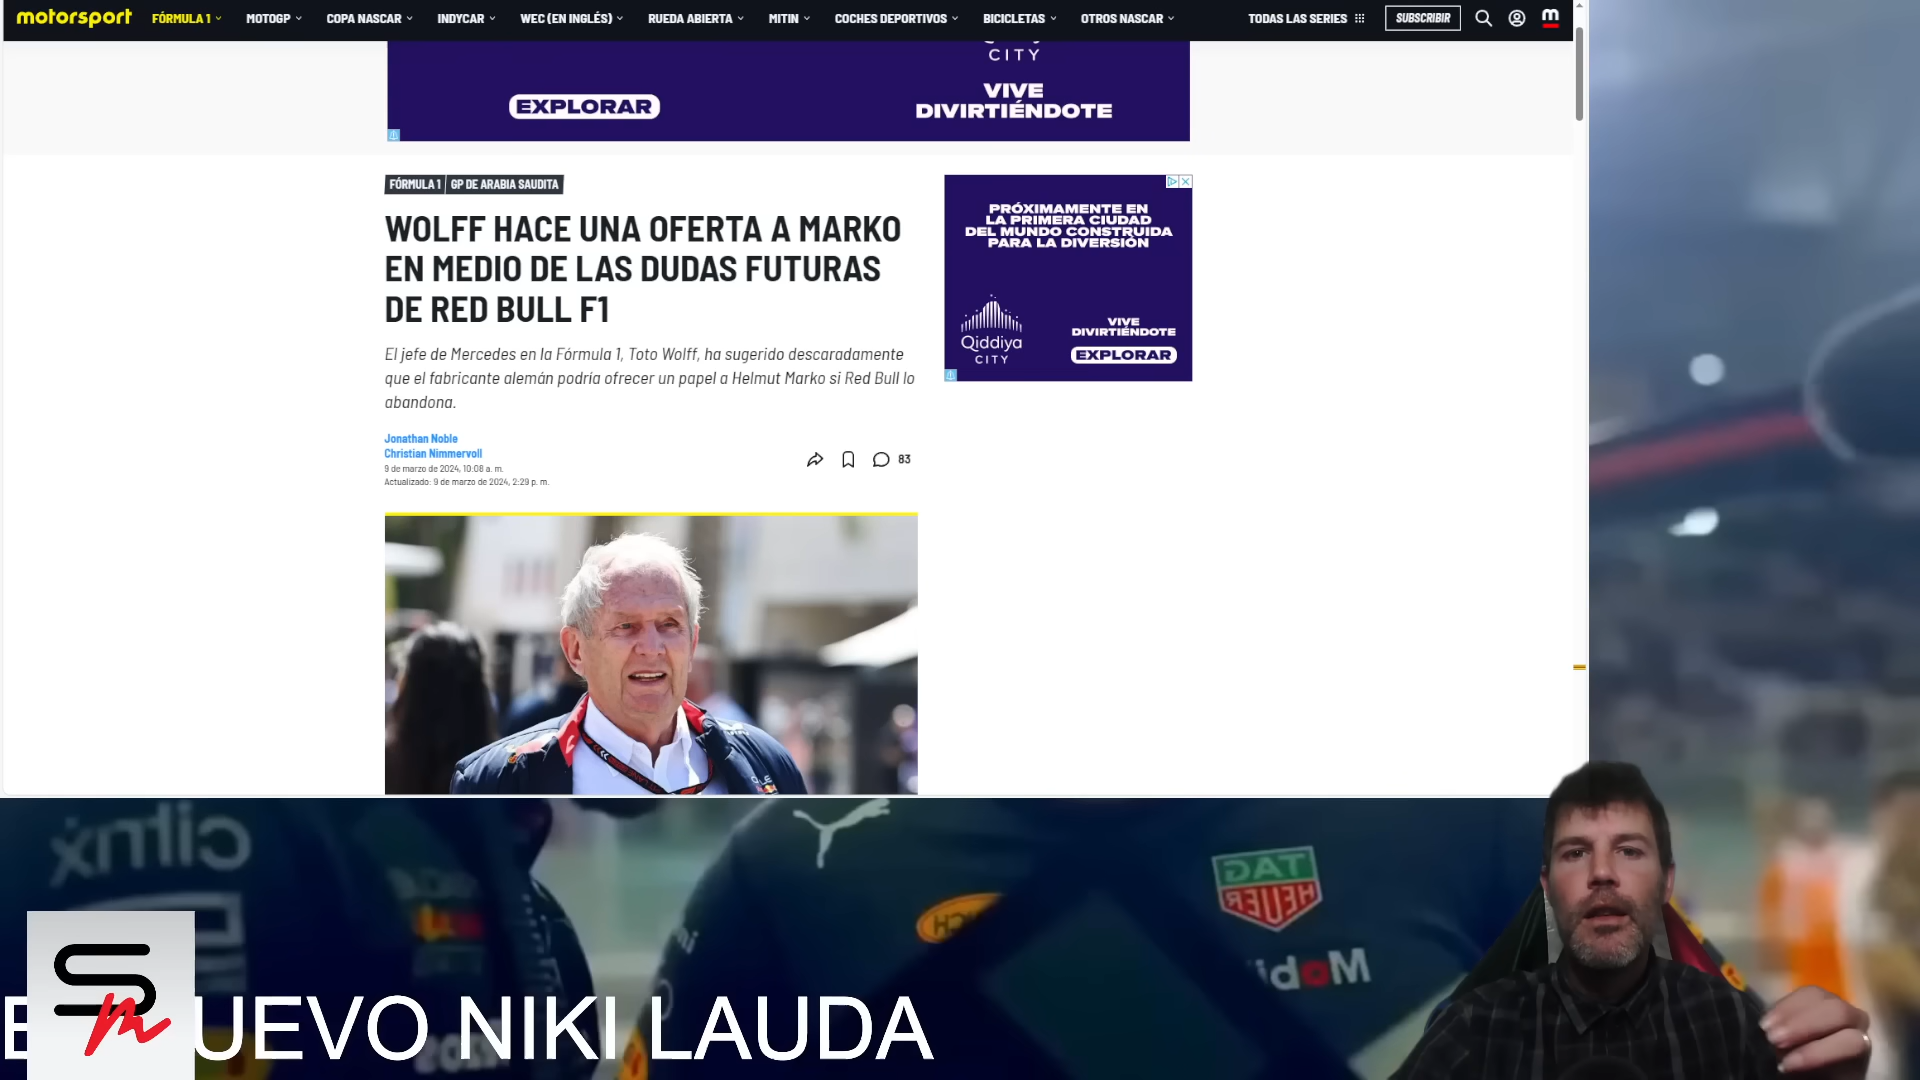 motorsport
FÓRMULA 1
MOTOGP
COPA NASCAR
INDYCAR
WEC (EN INGLÉS)
RUEDA ABIERTA
MITIN
COCHES DEPORTIVOS
BICICLETAS
OTROS NASCAR
TODAS LAS SERIES
SUBSCRIBIR
m
CITY
EXPLORAR
VIVE
DIVIRTIÉNDOTE
FÓRMULA 1
GP DE ARABIA SAUDITA
WOLFF HACE UNA OFERTA A MARKO
EN MEDIO DE LAS DUDAS FUTURAS
DE RED BULL F1
El jefe de Mercedes en la Fórmula 1, Toto Wolff, ha sugerido descaradamente
que el fabricante alemán podría ofrecer un papel a Helmut Marko si Red Bull lo
abandona.
Jonathan Noble
Christian Nimmervoll
9 de marzo de 2024, 10:08 a. m.
Actualizado: 9 de marzo de 2024, 2:29 p. m.
83
PRÓXIMAMENTE EN
LA PRIMERA CIUDAD
DEL MUNDO CONSTRUIDA
PARA LA DIVERSIÓN
Qiddiya
CITY
VIVE
DIVIRTIÉNDOTE
EXPLORAR
citrix
TAG
HEUER
Mobi
Sm
UEVO NIKI LAUDA